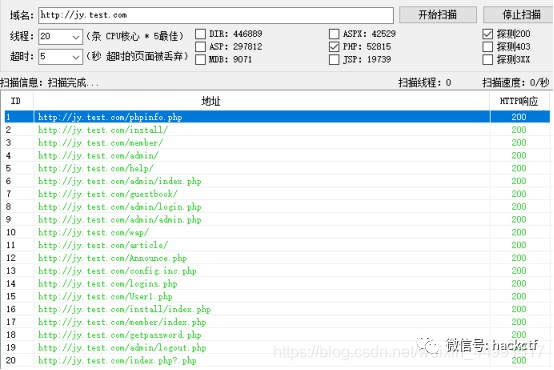 域名: http://jy.test.com 开始扫描 停止扫描
线程: 20 (条 CPU核心 * 5最佳) DIR: 446889 ASPX: 42529 探测200
ASP: 297812 PHP: 52815 探测403
超时: 5 (秒 超时的页面被丢弃) MDB: 9071 JSP: 19739 探测3XX
扫描信息: 扫描完成... 扫描线程: 0 扫描速度: 0/秒
ID 地址 HTTP响应
1 http://jy.test.com/phpinfo.php 200
2 http://jy.test.com/install/ 200
3 http://jy.test.com/member/ 200
4 http://jy.test.com/admin/ 200
5 http://jy.test.com/help/ 200
6 http://jy.test.com/admin/index.php 200
7 http://jy.test.com/guestbook/ 200
8 http://jy.test.com/admin/login.php 200
9 http://jy.test.com/admin/admin.php 200
10 http://jy.test.com/wap/ 200
11 http://jy.test.com/article/ 200
12 http://jy.test.com/Announce.php 200
13 http://jy.test.com/config.inc.php 200
14 http://jy.test.com/logins.php 200
15 http://jy.test.com/User1.php 200
16 http://jy.test.com/install/index.php 200
17 http://jy.test.com/member/index.php 200
18 http://jy.test.com/getpassword.php
19 http://jy.test.com/admin/logout.php
20 http://jy.test.com/index.php?.php 200
微信号: hackctf